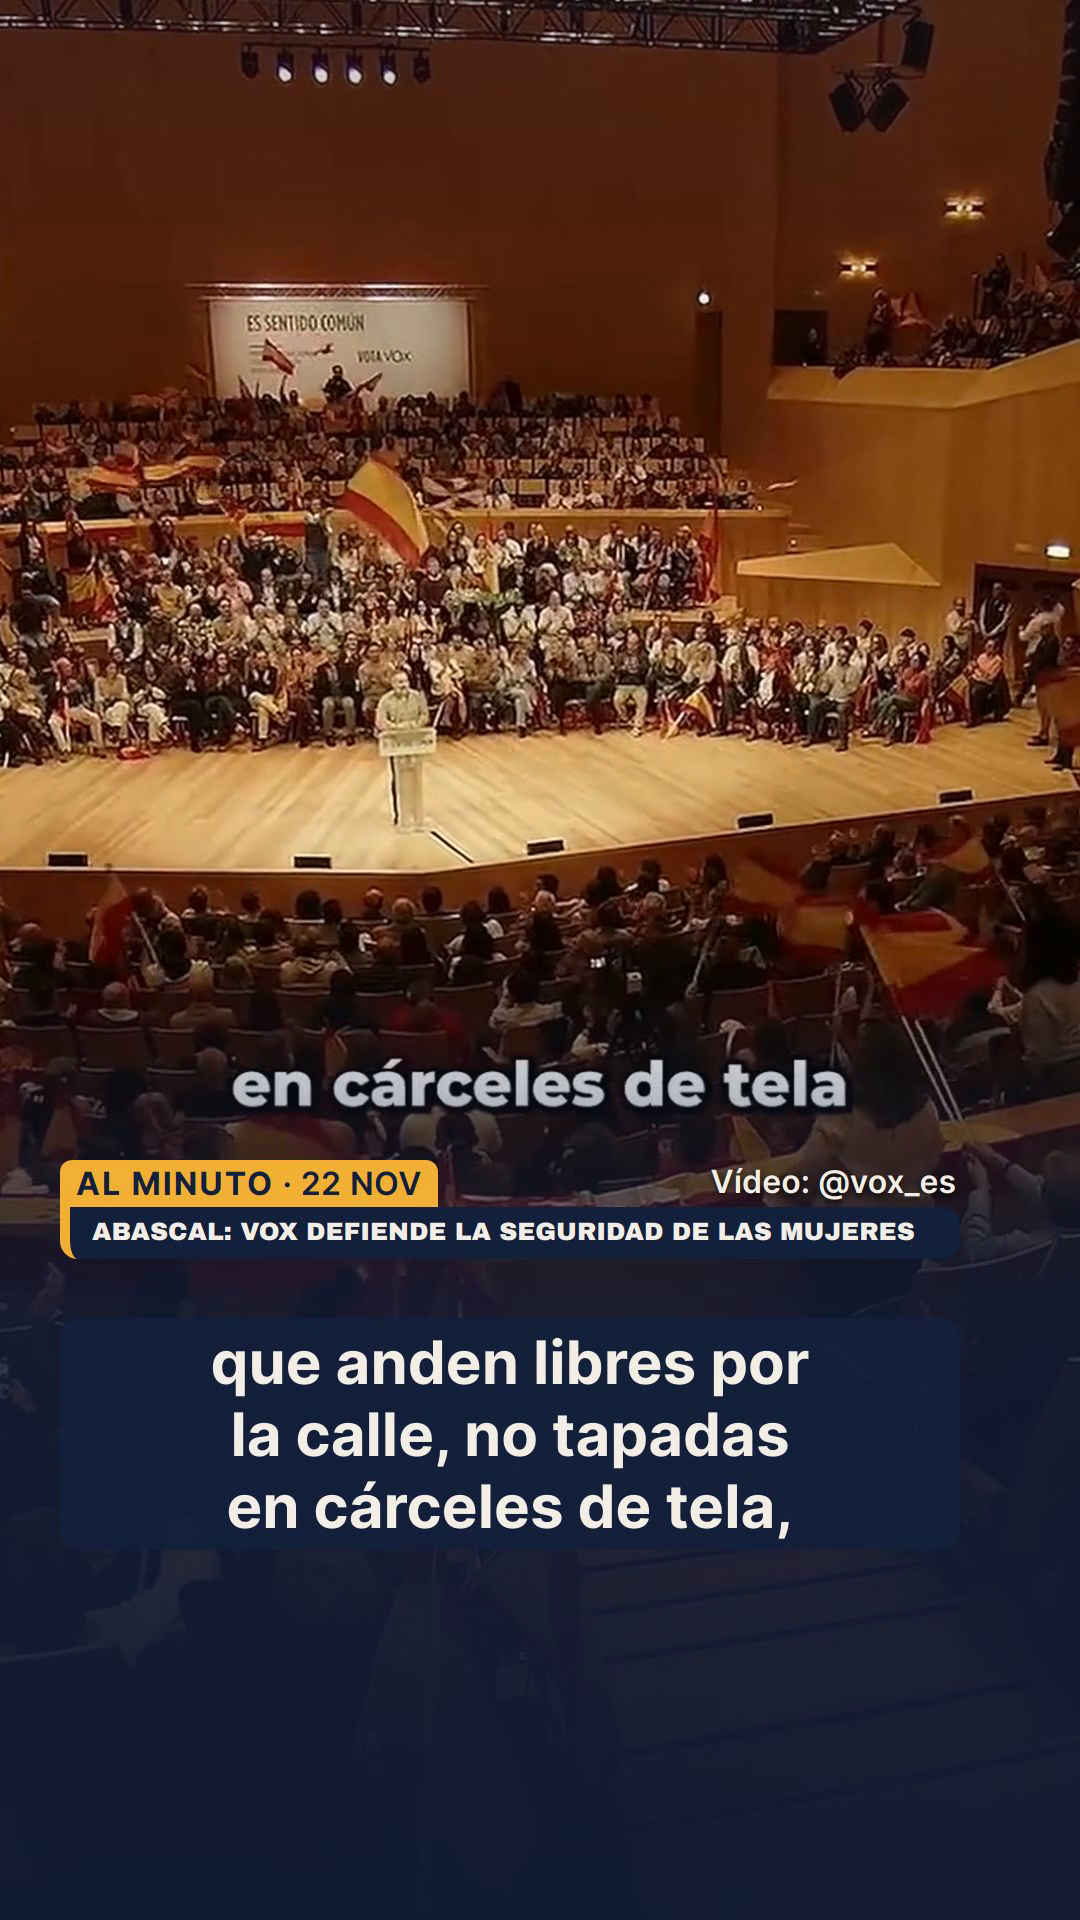 ES SENTIDO COMÚN
VOTA VOX
en cárceles de tela
AL MINUTO · 22 NOV
Vídeo: @vox_es
ABASCAL: VOX DEFIENDE LA SEGURIDAD DE LAS MUJERES
que anden libres por
la calle, no tapadas
en cárceles de tela,